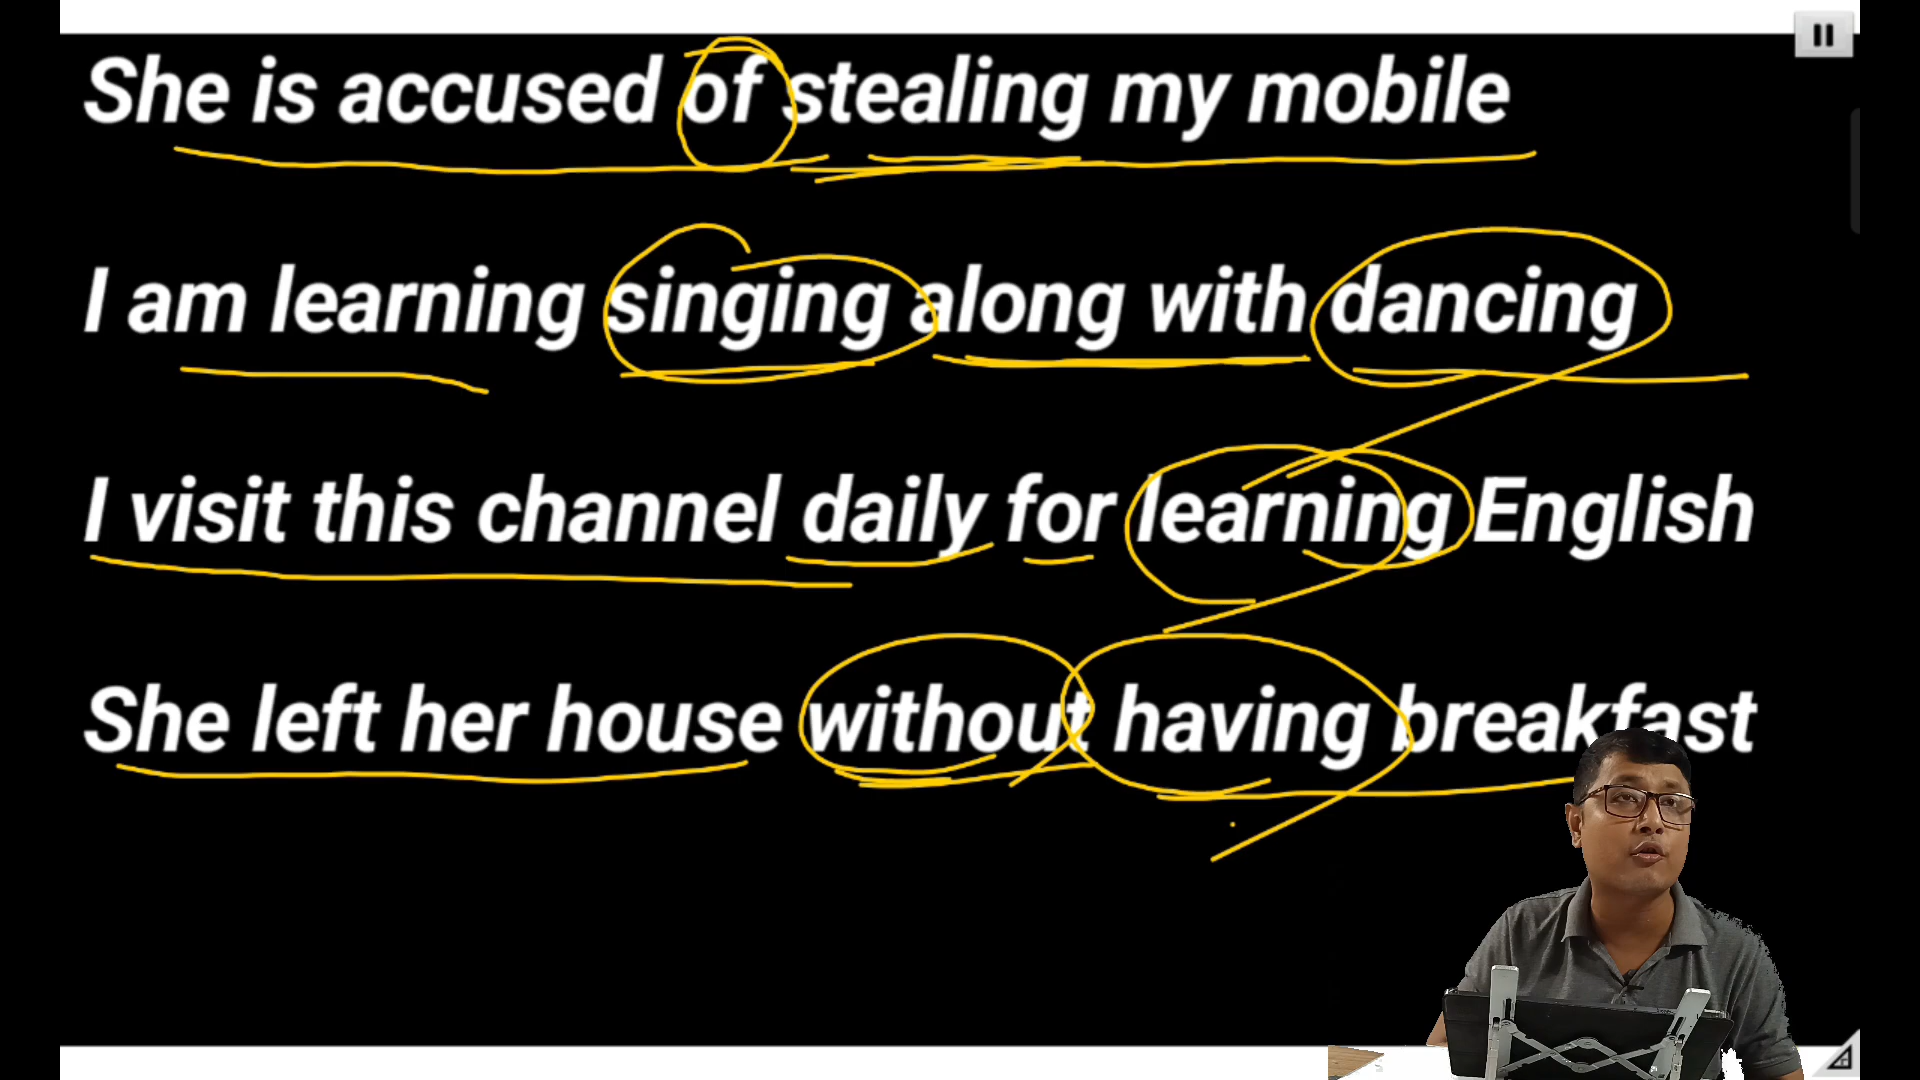 She is accused of stealing my mobile
I am learning singing along with dancing
I visit this channel daily for learning English
She left her house without having breakfast